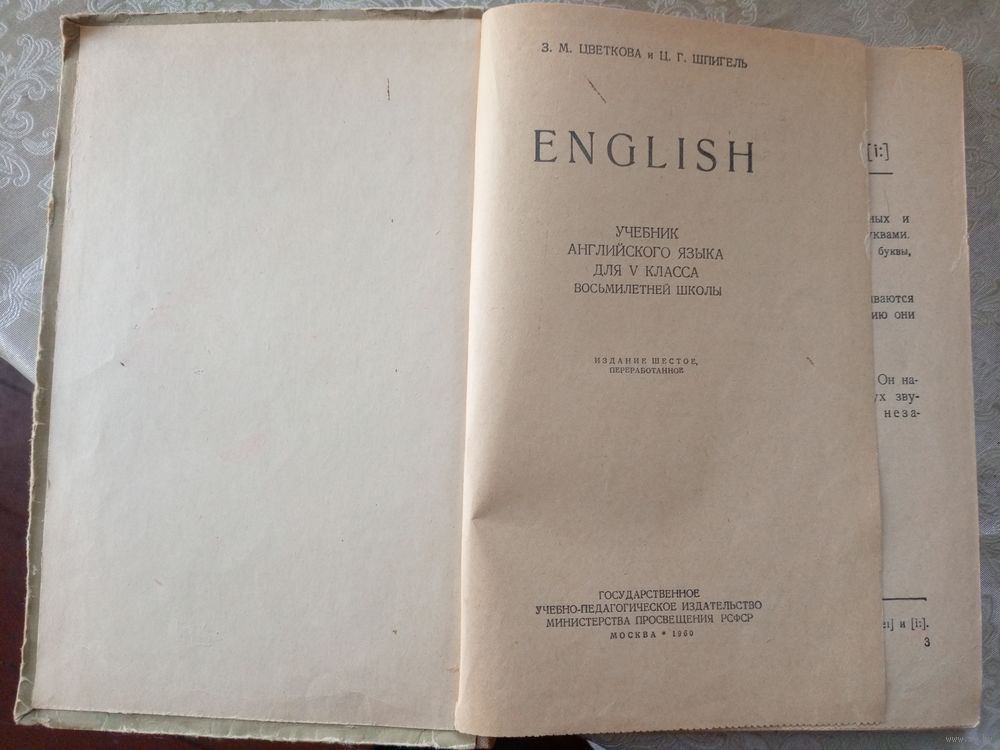 З. М. ЦВЕТКОВА и Ц. Г. ШПИГЕЛЬ
ENGLISH
УЧЕБНИК
АНГЛИЙСКОГО ЯЗЫКА
ДЛЯ V КЛАССА
ВОСЬМИЛЕТНЕЙ ШКОЛЫ
ИЗДАНИЕ ШЕСТОЕ,
ПЕРЕРАБОТАННОЕ
ГОСУДАРСТВЕННОЕ
УЧЕБНО-ПЕДАГОГИЧЕСКОЕ ИЗДАТЕЛЬСТВО
МИНИСТЕРСТВА ПРОСВЕЩЕНИЯ РСФСР
МОСКВА * 1960
[i:]
ных и
уквами.
буквы,
ваются
ию они
Он на-
ух зву-
неза-
и [i:].
3